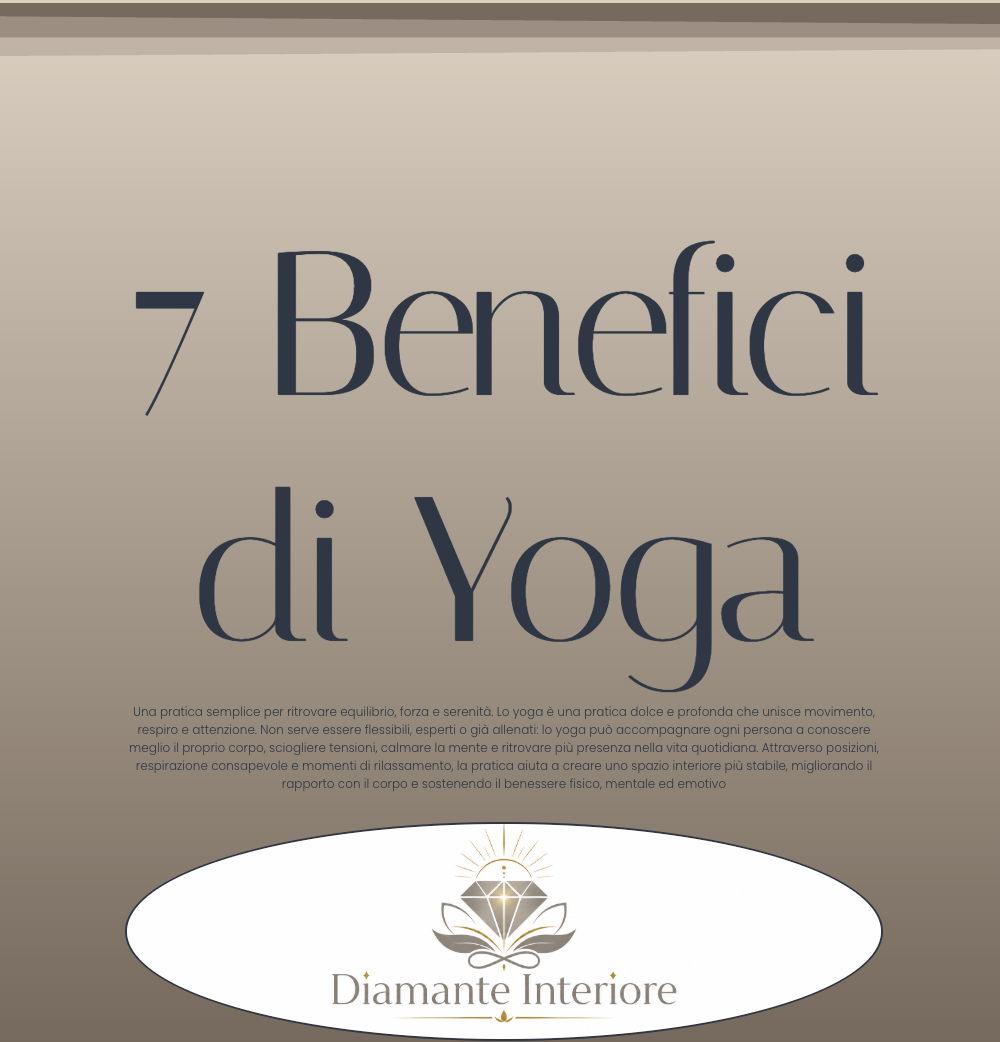 7 Benefici
di Yoga
Una pratica semplice per ritrovare equilibrio, forza e serenità. Lo yoga è una pratica dolce e profonda che unisce movimento,
respiro e attenzione. Non serve essere flessibili, esperti o già allenati: lo yoga può accompagnare ogni persona a conoscere
meglio il proprio corpo, sciogliere tensioni, calmare la mente e ritrovare più presenza nella vita quotidiana. Attraverso posizioni,
respirazione consapevole e momenti di rilassamento, la pratica aiuta a creare uno spazio interiore più stabile, migliorando il
rapporto con il corpo e sostenendo il benessere fisico, mentale ed emotivo
Diamante Interiore